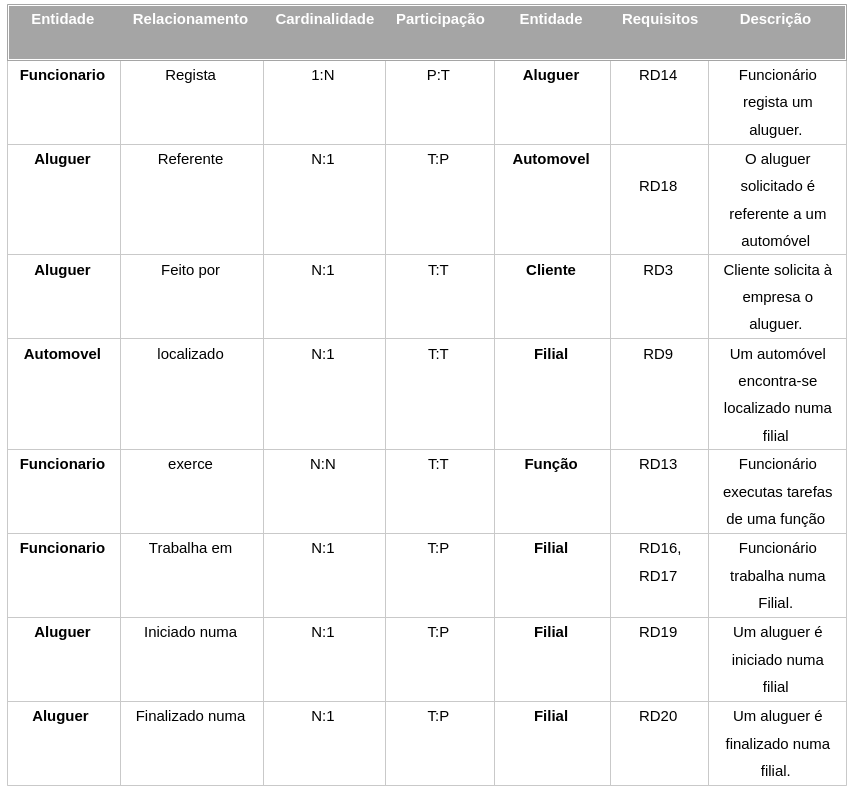 Entidade Relacionamento Cardinalidade Participação Entidade Requisitos Descrição
Funcionario Regista 1:N P:T Aluguer RD14 Funcionário
regista um
aluguer.
Aluguer Referente N:1 T:P Automovel O aluguer
RD18 solicitado é
referente a um
automóvel
Aluguer Feito por N:1 T:T Cliente RD3 Cliente solicita à
empresa o
aluguer.
Automovel localizado N:1 T:T Filial RD9 Um automóvel
encontra-se
localizado numa
filial
Funcionario exerce N:N T:T Função RD13 Funcionário
executas tarefas
de uma função
Funcionario Trabalha em N:1 T:P Filial RD16, Funcionário
RD17 trabalha numa
Filial.
Aluguer Iniciado numa N:1 T:P Filial RD19 Um aluguer é
iniciado numa
filial
Aluguer Finalizado numa N:1 T:P Filial RD20 Um aluguer é
finalizado numa
filial.